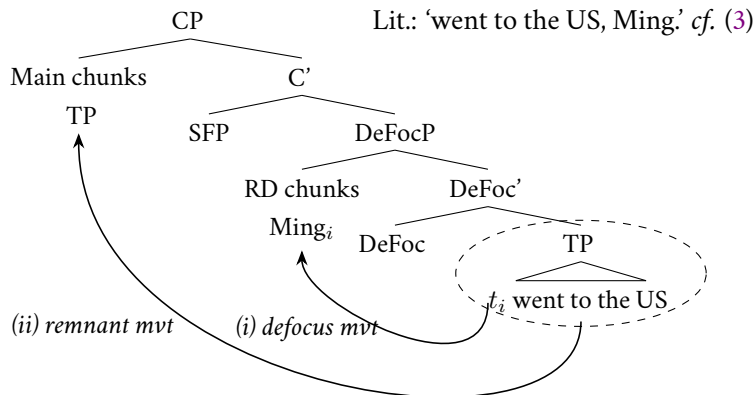 CP
Lit.: ‘went to the US, Ming.’ cf. (3)
Main chunks
C’
TP
SFP
DeFocP
RD chunks
DeFoc’
Ming𝑖
DeFoc
TP
𝑡𝑖 went to the US
(ii) remnant mvt
(i) defocus mvt